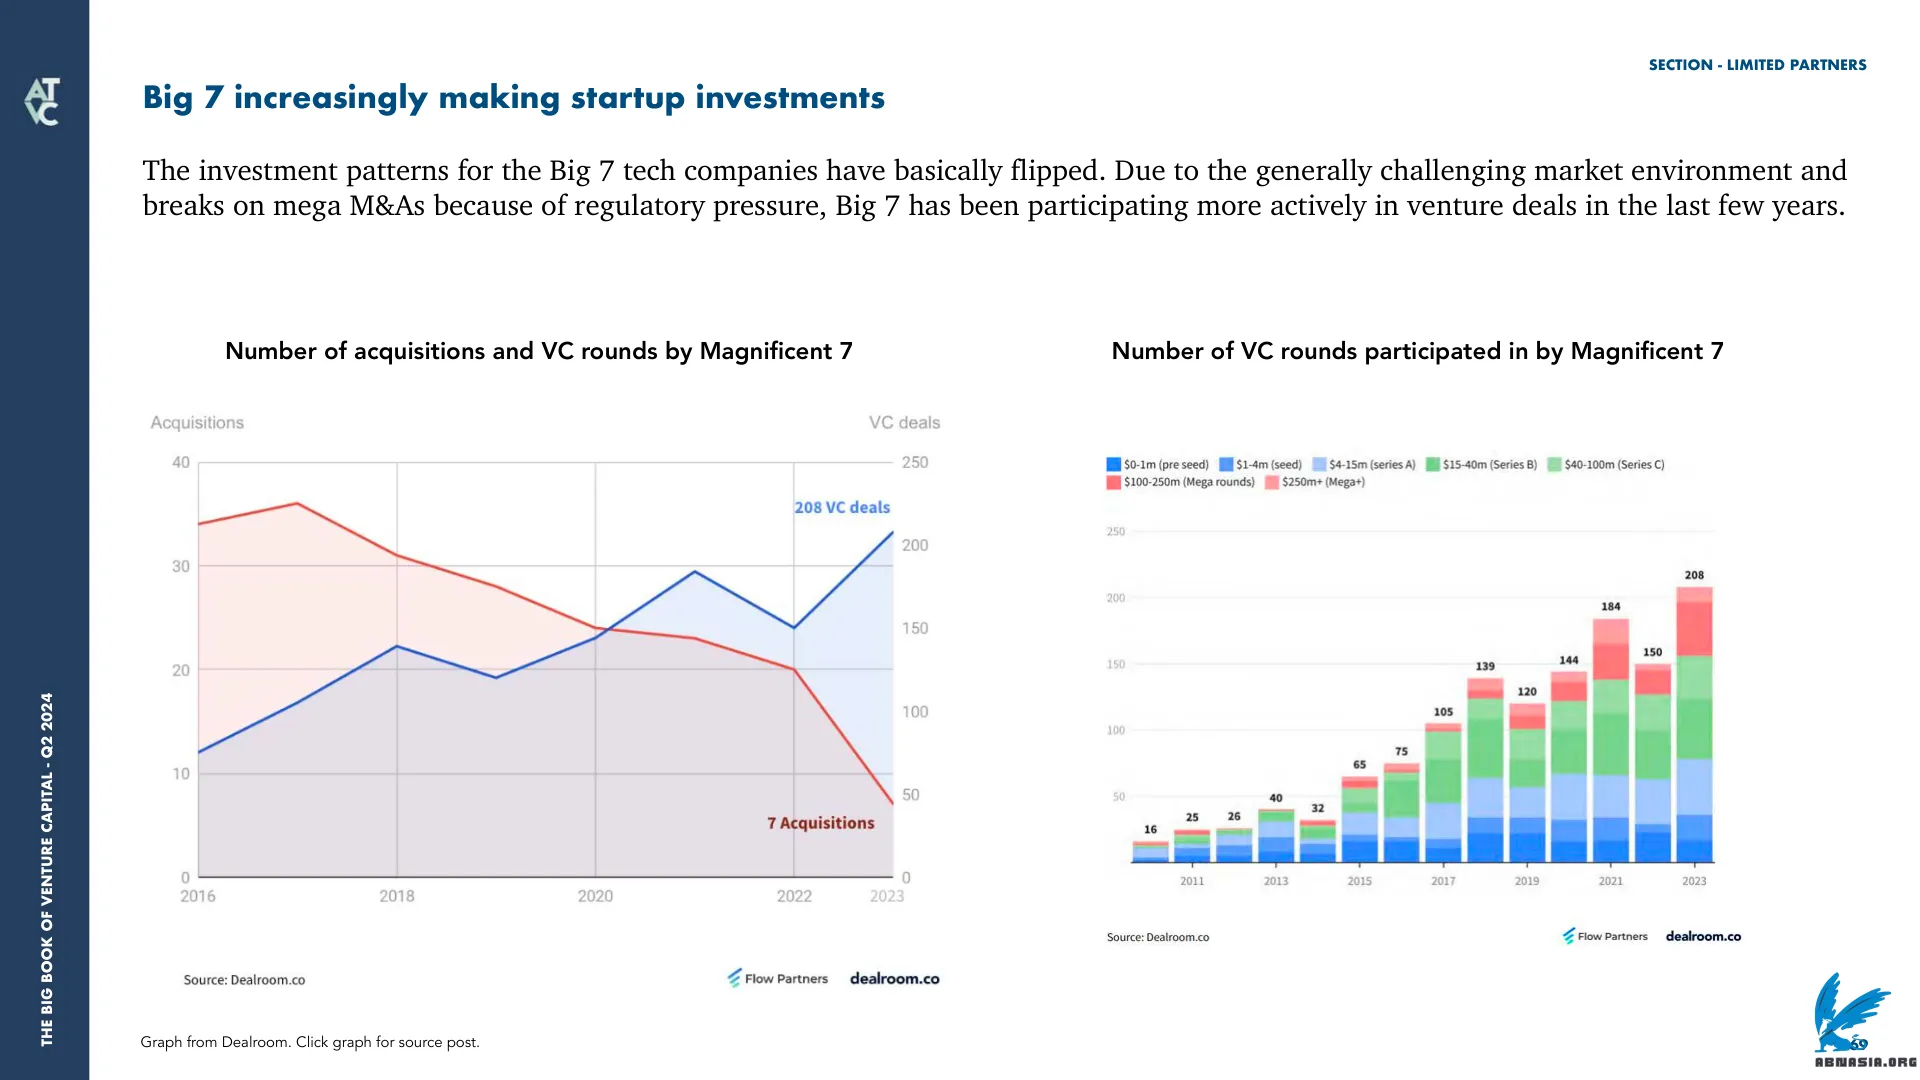 SECTION - LIMITED PARTNERS
AT
VC
Big 7 increasingly making startup investments
The investment patterns for the Big 7 tech companies have basically flipped. Due to the generally challenging market environment and
breaks on mega M&As because of regulatory pressure, Big 7 has been participating more actively in venture deals in the last few years.
Number of acquisitions and VC rounds by Magnificent 7
Acquisitions
VC deals
40
250
208 VC deals
200
30
150
20
100
10
50
7 Acquisitions
0
0
2016
2018
2020
2022
2023
Source: Dealroom.co
Flow Partners
dealroom.co
Number of VC rounds participated in by Magnificent 7
$0-1m (pre seed)
$1-4m (seed)
$4-15m (series A)
$15-40m (Series B)
$40-100m (Series C)
$100-250m (Mega rounds)
$250m+ (Mega+)
250
200
150
100
50
16
25
26
40
32
65
75
105
139
120
144
184
150
208
2011
2013
2015
2017
2019
2021
2023
Source: Dealroom.co
Flow Partners
dealroom.co
Graph from Dealroom. Click graph for source post.
THE BIG BOOK OF VENTURE CAPITAL - Q2 2024
69
ABNASIA.ORG